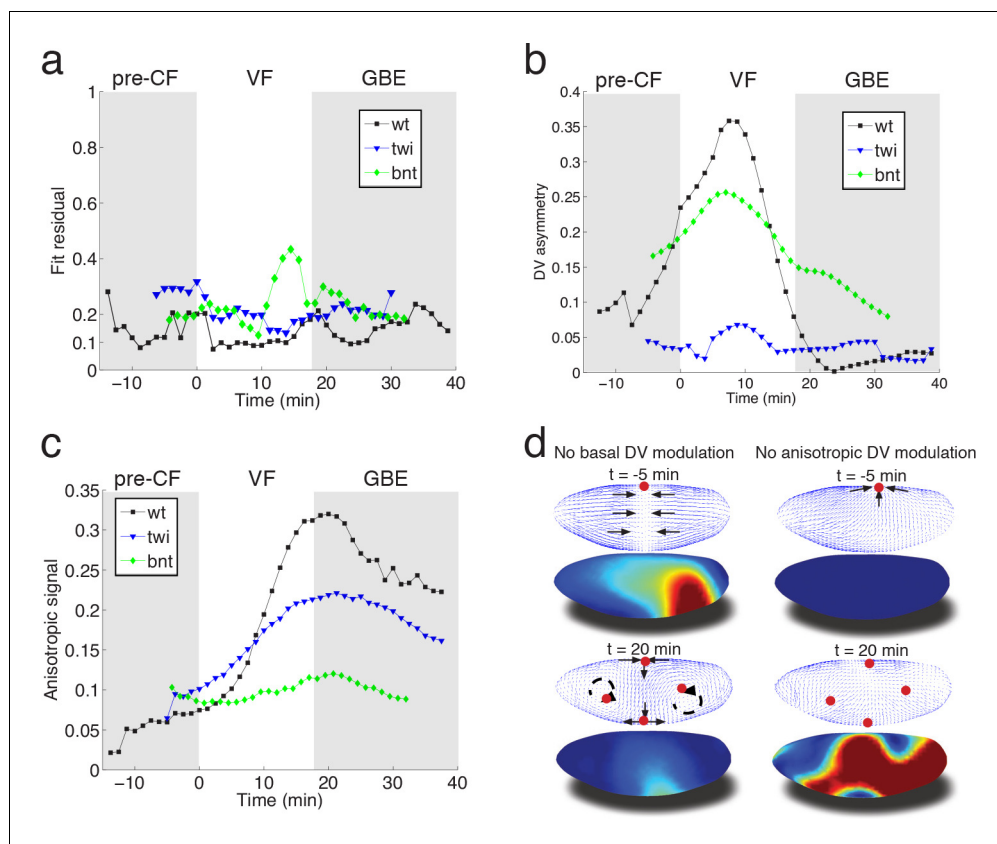 a
pre-CF VF GBE
1
0.8
0.6
0.4
0.2
0.1
0
Fit residual
wt
twi
bnt
−10 0 10 20 30 40
Time (min)
b
pre-CF VF GBE
0.4
0.35
0.3
0.25
0.2
0.15
0.1
0.05
0
DV asymmetry
wt
twi
bnt
−10 0 10 20 30 40
Time (min)
c
pre-CF VF GBE
0.35
0.3
0.25
0.2
0.15
0.1
0.05
0
Anisotropic signal
wt
twi
bnt
−10 0 10 20 30 40
Time (min)
d
No basal DV modulation No anisotropic DV modulation
t = -5 min t = -5 min
t = 20 min t = 20 min